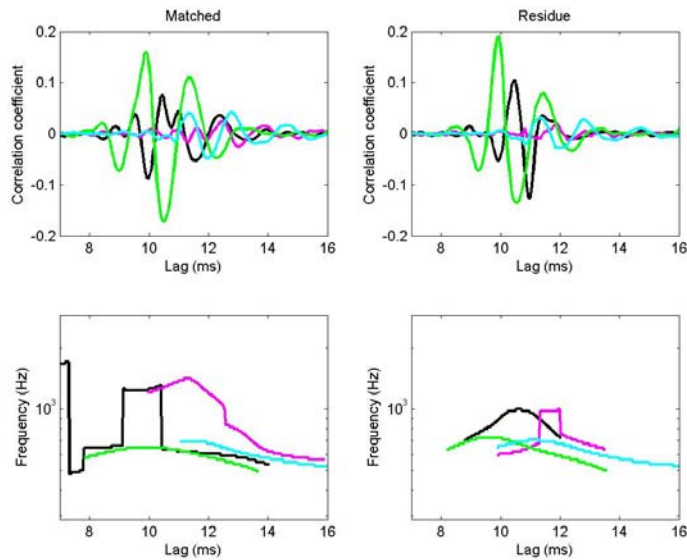 Matched
Correlation coefficient
0.2
0.1
0
-0.1
-0.2
8 10 12 14 16
Lag (ms)
Residue
Correlation coefficient
0.2
0.1
0
-0.1
-0.2
8 10 12 14 16
Lag (ms)
Frequency (Hz)
10³
8 10 12 14 16
Lag (ms)
Frequency (Hz)
10³
8 10 12 14 16
Lag (ms)